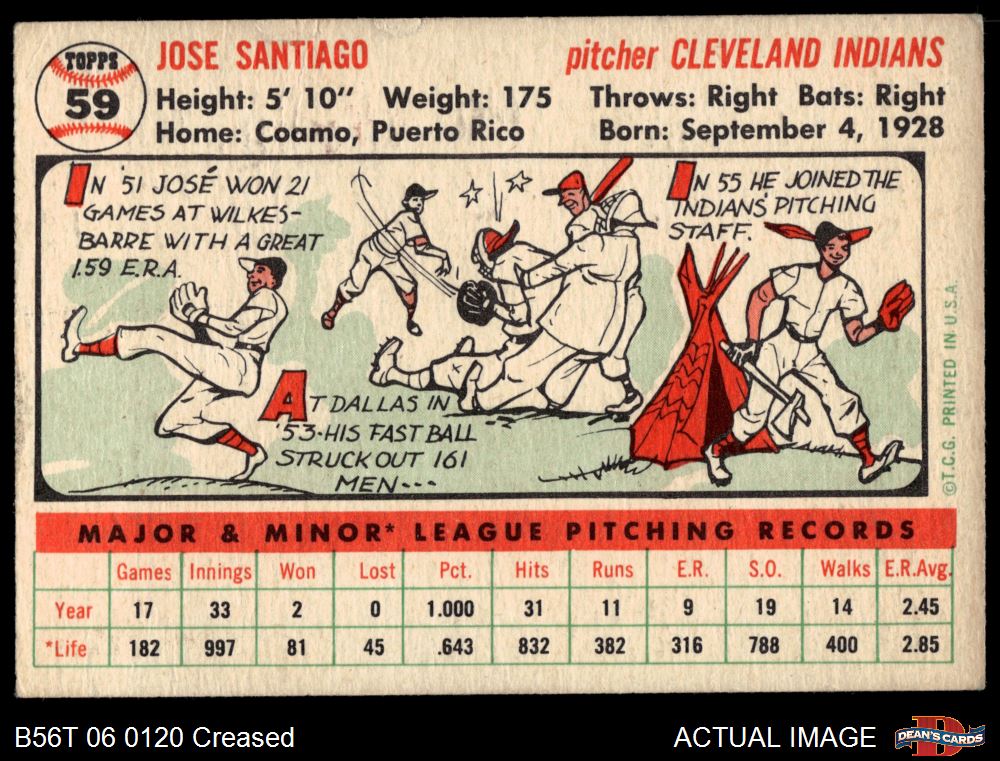 TOPPS
59
JOSE SANTIAGO
pitcher CLEVELAND INDIANS
Height: 5' 10" Weight: 175
Throws: Right Bats: Right
Home: Coamo, Puerto Rico
Born: September 4, 1928
IN '51 JOSÉ WON 21
GAMES AT WILKES-
BARRE WITH A GREAT
1.59 E.R.A.
AT DALLAS IN
'53-HIS FAST BALL
STRUCK OUT 161
MEN---
IN 55 HE JOINED THE
INDIANS' PITCHING
STAFF.
©T.C.G. PRINTED IN U.S.A.
MAJOR & MINOR* LEAGUE PITCHING RECORDS
Games Innings Won Lost Pct. Hits Runs E.R. S.O. Walks E.R.Avg.
Year 17 33 2 0 1.000 31 11 9 19 14 2.45
*Life 182 997 81 45 .643 832 382 316 788 400 2.85
B56T 06 0120 Creased
ACTUAL IMAGE
D
DEAN'S CARDS